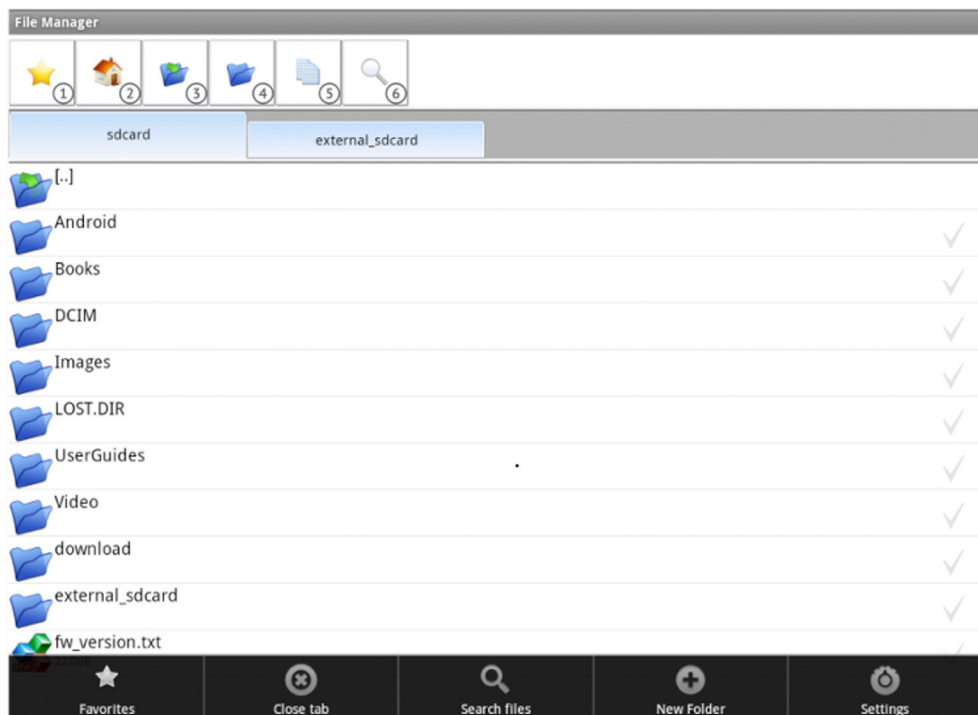 File Manager
1 2 3 4 5 6
sdcard external_sdcard
[..]
Android
Books
DCIM
Images
LOST.DIR
UserGuides
Video
download
external_sdcard
fw_version.txt
Favorites Close tab Search files New Folder Settings